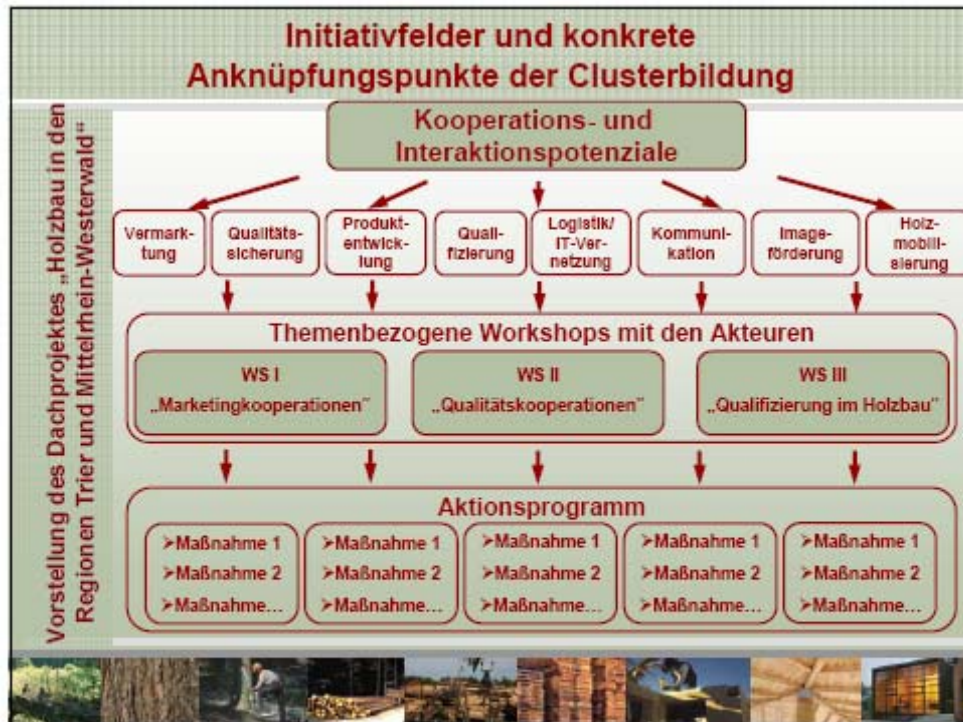 Initiativfelder und konkrete
Anknüpfungspunkte der Clusterbildung
Vorstellung des Dachprojektes „Holzbau in den
Regionen Trier und Mittelrhein-Westerwald“
Kooperations- und
Interaktionspotenziale
Vermark-
tung
Qualitäts-
sicherung
Produkt-
entwick-
lung
Quali-
fizierung
Logistik/
IT-Ver-
netzung
Kommuni-
kation
Image-
förderung
Holz-
mobili-
sierung
Themenbezogene Workshops mit den Akteuren
WS I
„Marketingkooperationen“
WS II
„Qualitätskooperationen“
WS III
„Qualifizierung im Holzbau“
Aktionsprogramm
➢Maßnahme 1
➢Maßnahme 2
➢Maßnahme...
➢Maßnahme 1
➢Maßnahme 2
➢Maßnahme...
➢Maßnahme 1
➢Maßnahme 2
➢Maßnahme...
➢Maßnahme 1
➢Maßnahme 2
➢Maßnahme...
➢Maßnahme 1
➢Maßnahme 2
➢Maßnahme...